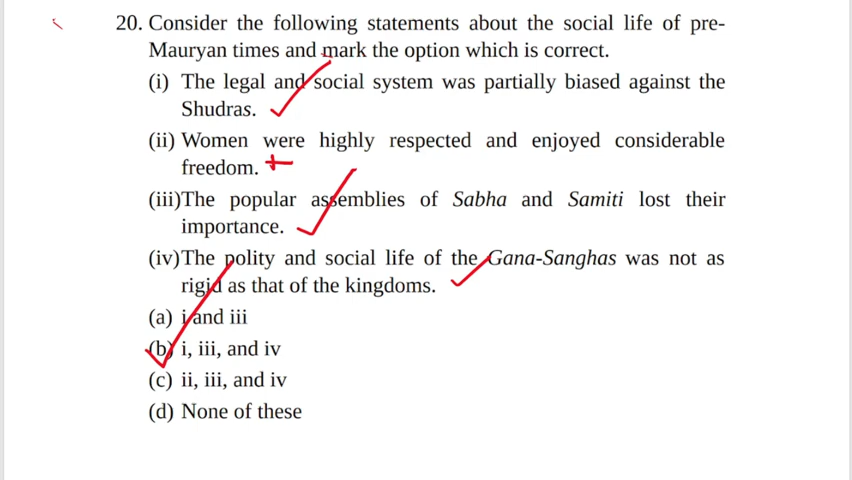 20. Consider the following statements about the social life of pre-
Mauryan times and mark the option which is correct.
(i) The legal and social system was partially biased against the
Shudras.
(ii) Women were highly respected and enjoyed considerable
freedom.
(iii)The popular assemblies of Sabha and Samiti lost their
importance.
(iv)The polity and social life of the Gana-Sanghas was not as
rigid as that of the kingdoms.
(a) i and iii
(b) i, iii, and iv
(c) ii, iii, and iv
(d) None of these